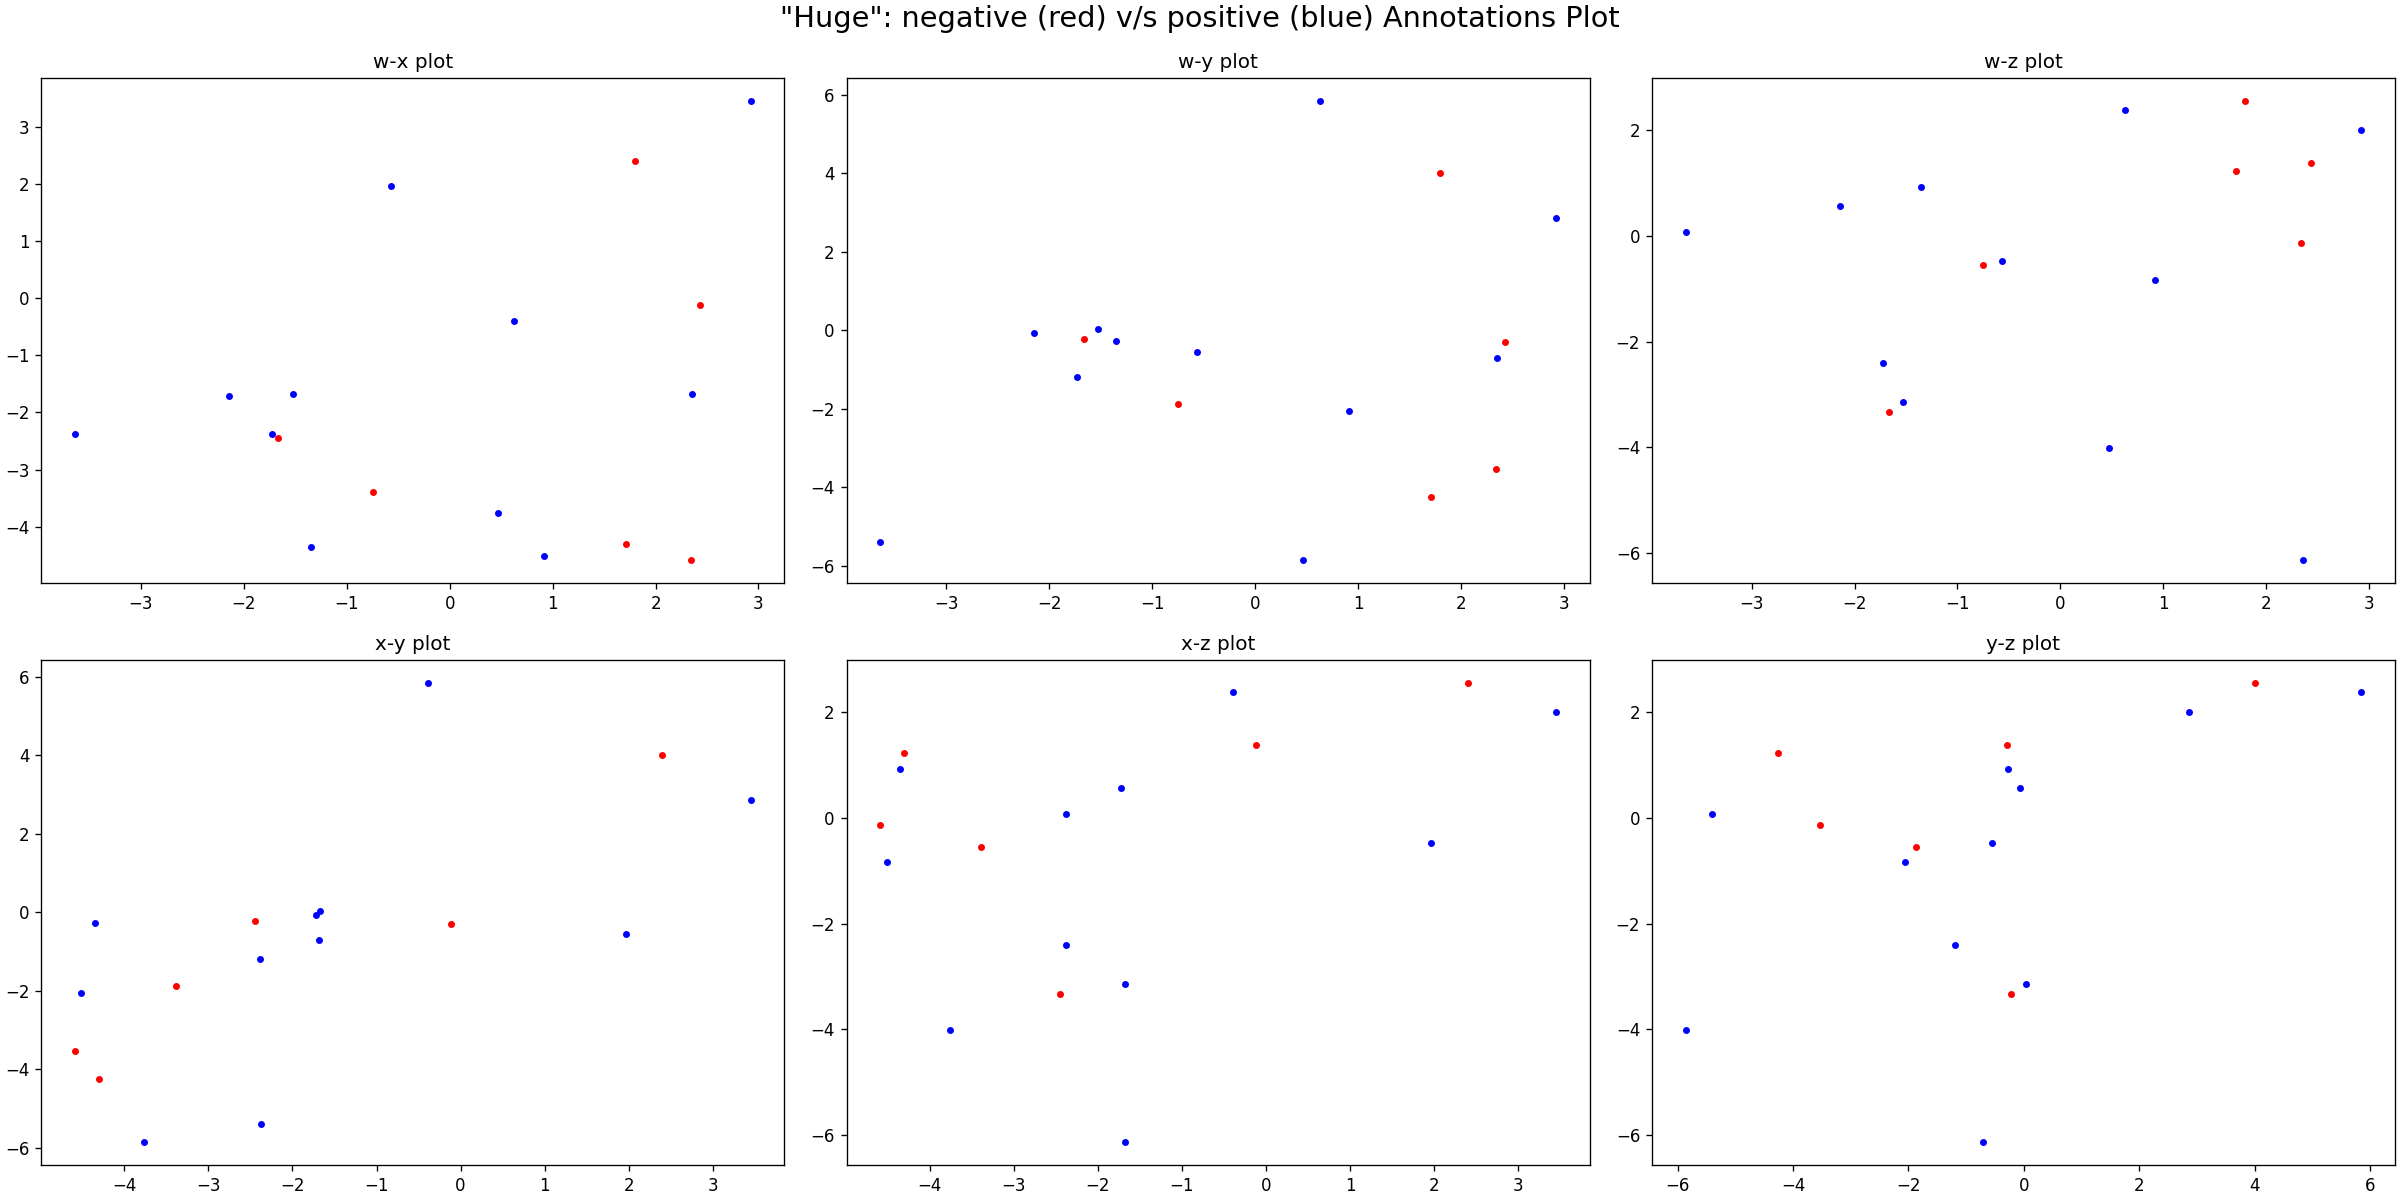 "Huge": negative (red) v/s positive (blue) Annotations Plot
w-x plot
3
2
1
0
−1
−2
−3
−4
−3 −2 −1 0 1 2 3
w-y plot
6
4
2
0
−2
−4
−6
−3 −2 −1 0 1 2 3
w-z plot
2
0
−2
−4
−6
−3 −2 −1 0 1 2 3
x-y plot
6
4
2
0
−2
−4
−6
−4 −3 −2 −1 0 1 2 3
x-z plot
2
0
−2
−4
−6
−4 −3 −2 −1 0 1 2 3
y-z plot
2
0
−2
−4
−6
−6 −4 −2 0 2 4 6